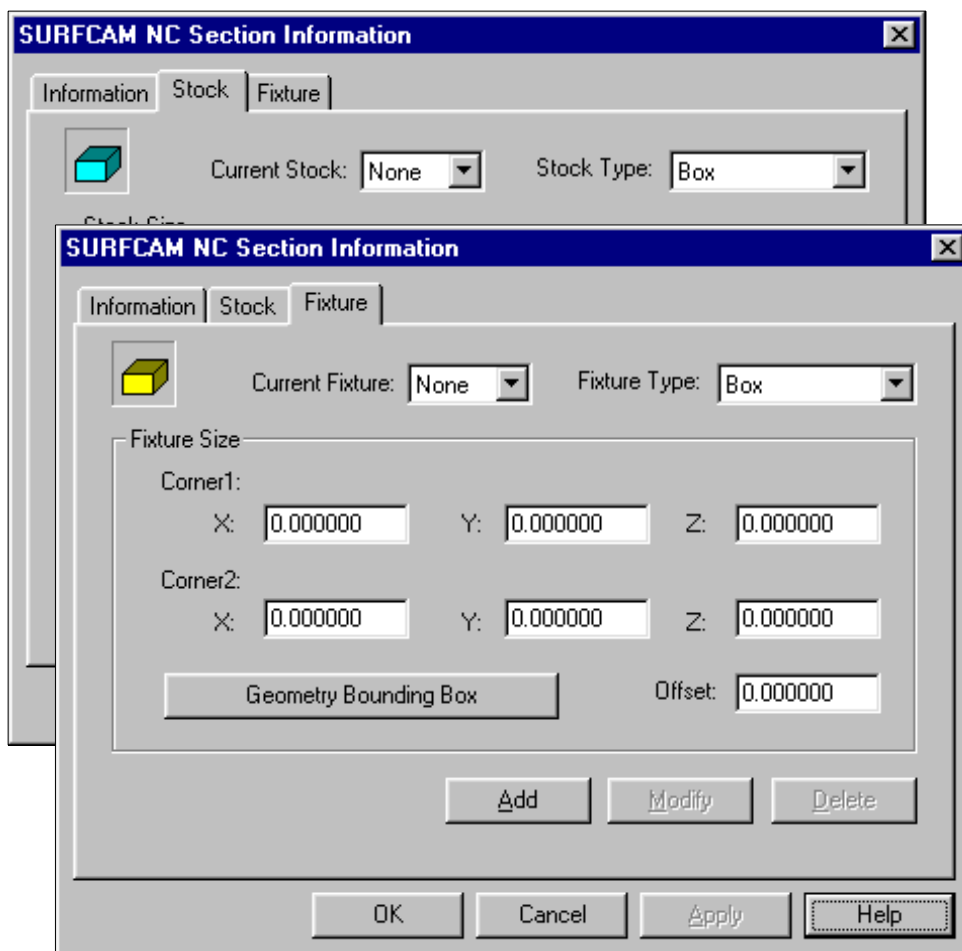 SURFCAM NC Section Information
Information Stock Fixture
Current Stock: None Stock Type: Box
Stock Size
SURFCAM NC Section Information
Information Stock Fixture
Current Fixture: None Fixture Type: Box
Fixture Size
Corner1:
X: 0.000000 Y: 0.000000 Z: 0.000000
Corner2:
X: 0.000000 Y: 0.000000 Z: 0.000000
Geometry Bounding Box Offset: 0.000000
Add Modify Delete
OK Cancel Apply Help